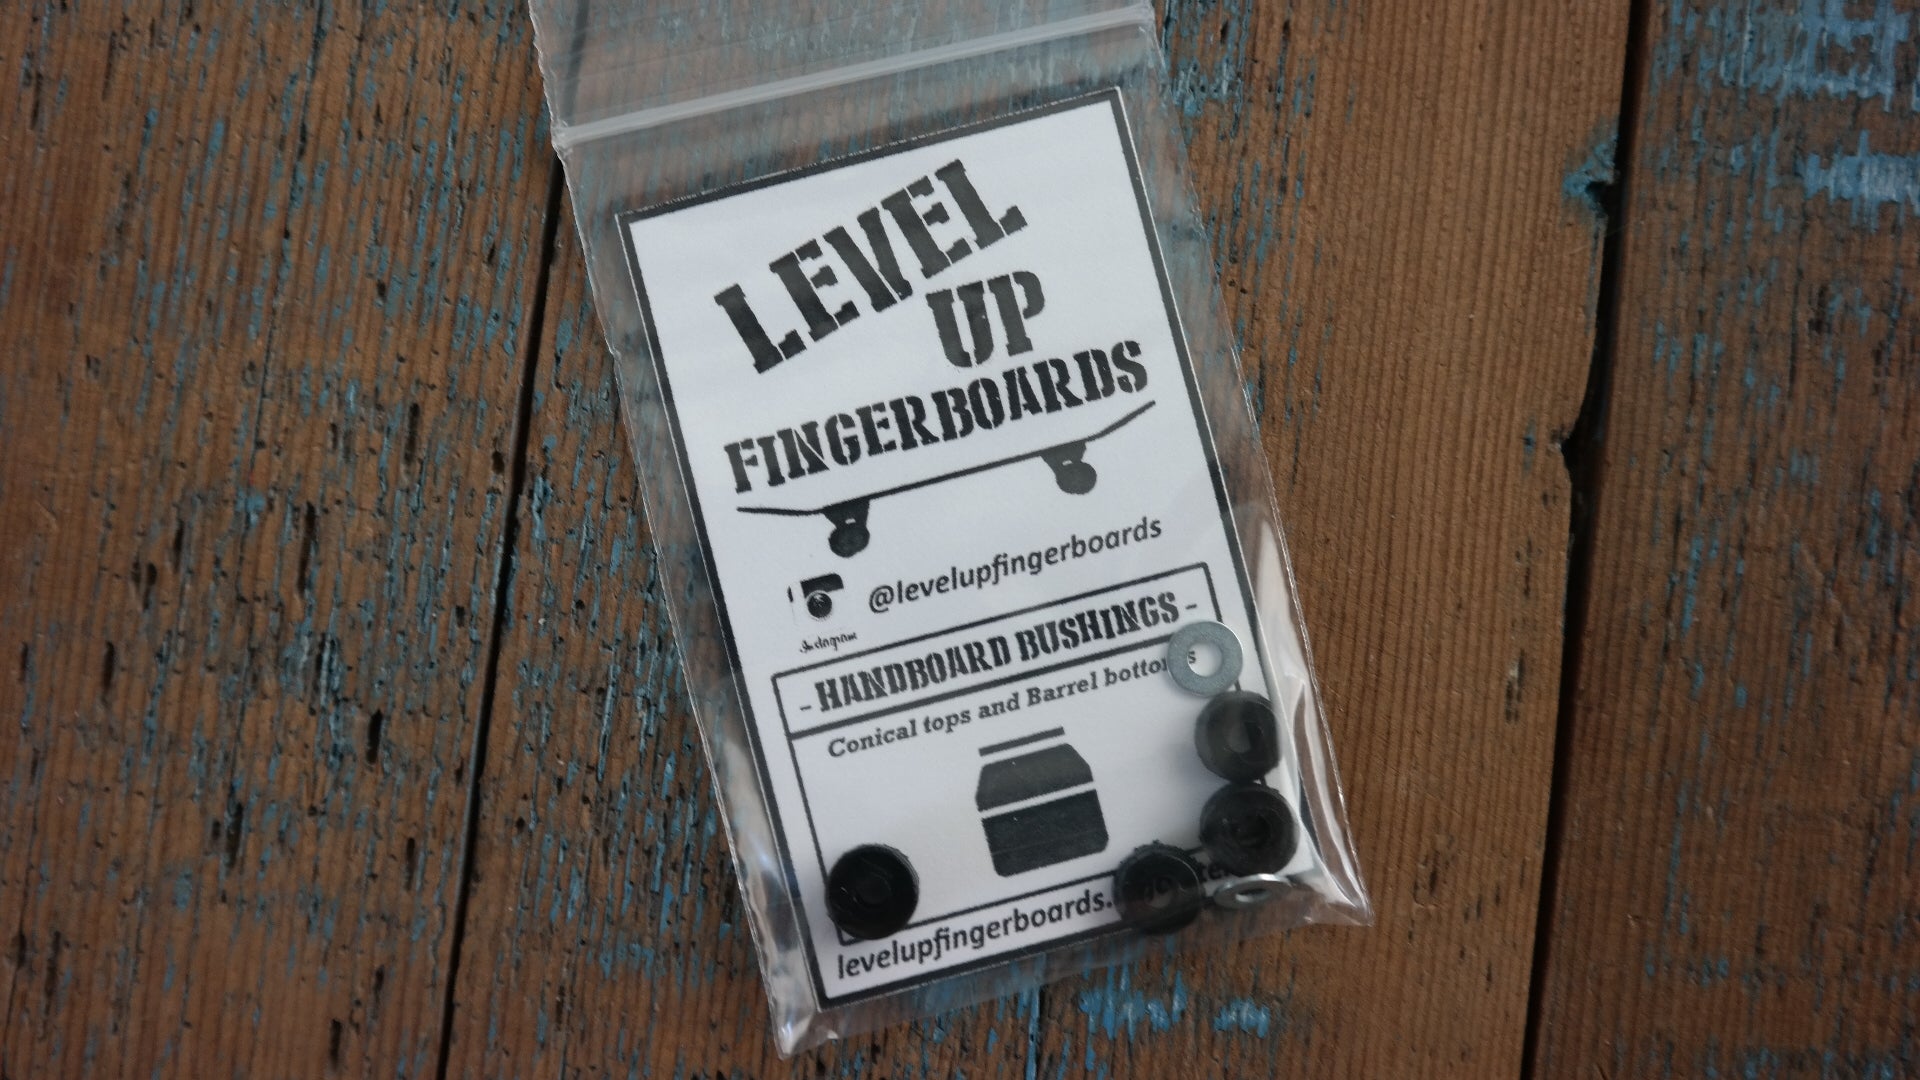 LEVEL
UP
FINGERBOARDS
@levelupfingerboards
- HANDBOARD BUSHINGS -
Conical tops and Barrel bottoms
levelupfingerboards.